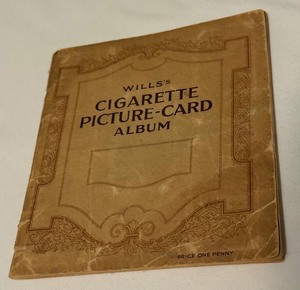 WILLS's
CIGARETTE
PICTURE-CARD
ALBUM
PRICE ONE PENNY